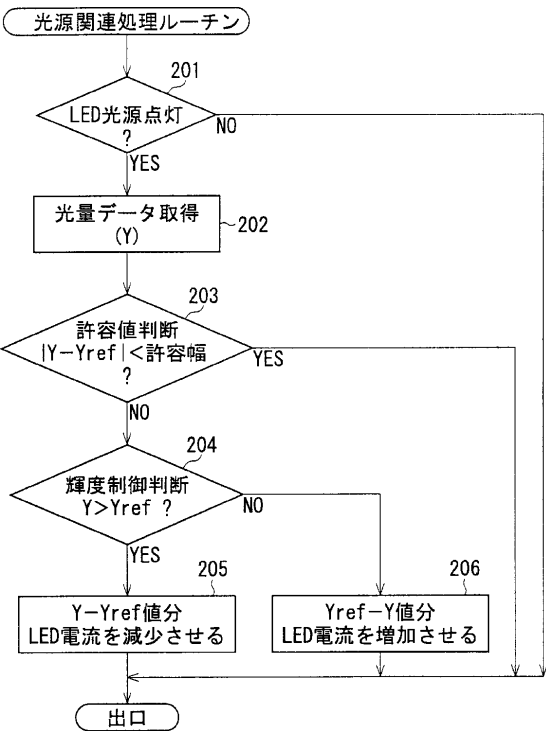 光源関連処理ルーチン
201
LED光源点灯
?
NO
YES
光量データ取得
(Y)
202
203
許容値判断
|Y−Yref|<許容幅
?
YES
NO
204
輝度制御判断
Y>Yref ?
NO
YES
205
Y−Yref値分
LED電流を減少させる
206
Yref−Y値分
LED電流を増加させる
出口